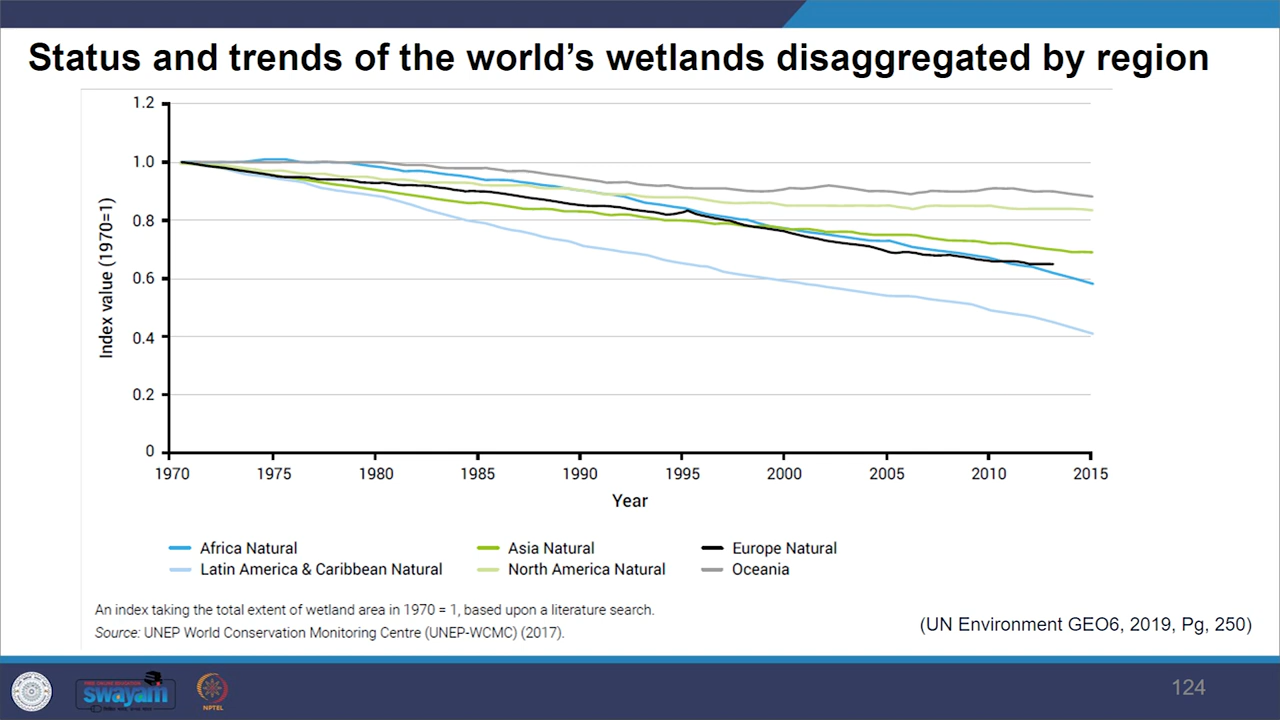 Status and trends of the world’s wetlands disaggregated by region
Index value (1970=1)
1.2
1.0
0.8
0.6
0.4
0.2
0
1970 1975 1980 1985 1990 1995 2000 2005 2010 2015
Year
Africa Natural Asia Natural Europe Natural
Latin America & Caribbean Natural North America Natural Oceania
An index taking the total extent of wetland area in 1970 = 1, based upon a literature search.
Source: UNEP World Conservation Monitoring Centre (UNEP-WCMC) (2017).
(UN Environment GEO6, 2019, Pg, 250)
FREE ONLINE EDUCATION
swayam
NPTEL
124